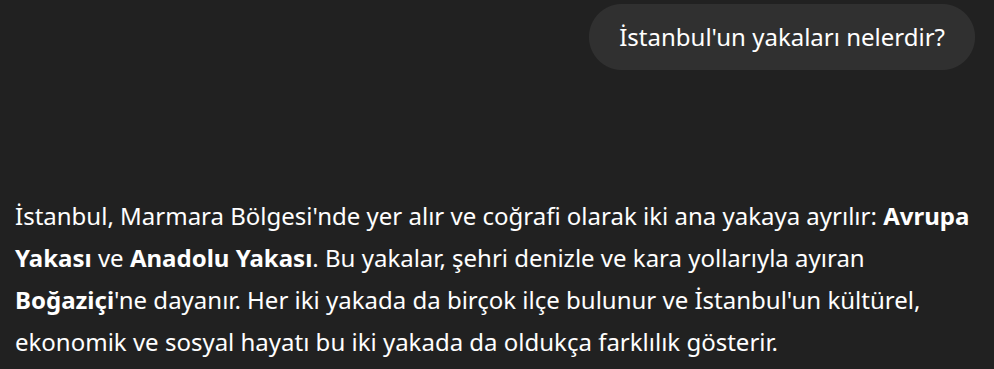 İstanbul'un yakaları nelerdir?
İstanbul, Marmara Bölgesi'nde yer alır ve coğrafi olarak iki ana yakaya ayrılır: Avrupa
Yakası ve Anadolu Yakası. Bu yakalar, şehri denizle ve kara yollarıyla ayıran
Boğaziçi'ne dayanır. Her iki yakada da birçok ilçe bulunur ve İstanbul'un kültürel,
ekonomik ve sosyal hayatı bu iki yakada da oldukça farklılık gösterir.